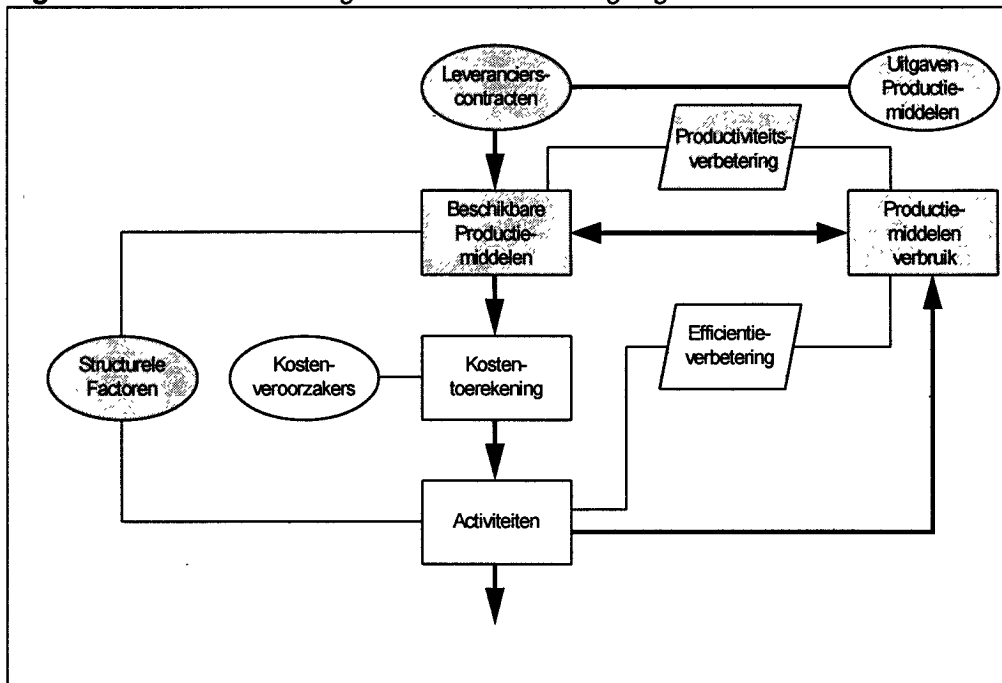 Leveranciers-
contracten
Uitgaven
Productie-
middelen
Productiviteits-
verbetering
Beschikbare
Productie-
middelen
Productie-
middelen
verbruik
Efficientie-
verbetering
Structurele
Factoren
Kosten-
veroorzakers
Kosten-
toerekening
Activiteiten